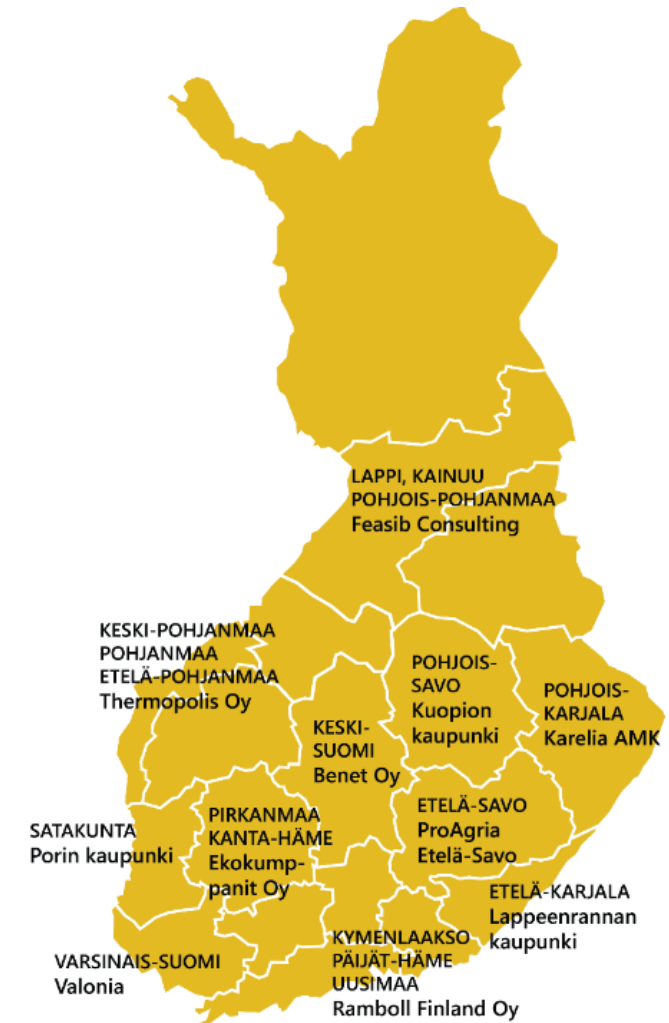 LAPPI, KAINUU
POHJOIS-POHJANMAA
Feasib Consulting
KESKI-POHJANMAA
POHJANMAA
ETELÄ-POHJANMAA
Thermopolis Oy
POHJOIS-
SAVO
Kuopion
kaupunki
POHJOIS-
KARJALA
Karelia AMK
KESKI-
SUOMI
Benet Oy
SATAKUNTA
Porin kaupunki
PIRKANMAA
KANTA-HÄME
Ekokump-
panit Oy
ETELÄ-SAVO
ProAgria
Etelä-Savo
ETELÄ-KARJALA
Lappeenrannan
kaupunki
VARSINAIS-SUOMI
Valonia
KYMENLAAKSO
PÄIJÄT-HÄME
UUSIMAA
Ramboll Finland Oy